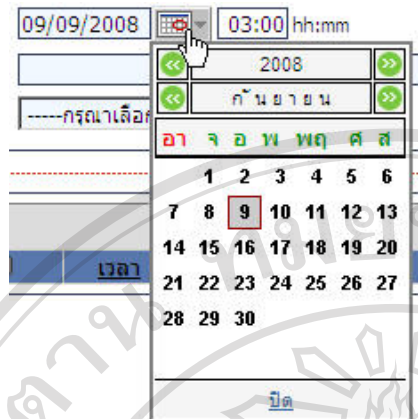 09/09/2008 03:00 hh:mm
2008
กันยายน
-----กรุณาเลือก
อา จ อ พ พฤ ศ ส
1 2 3 4 5 6
7 8 9 10 11 12 13
14 15 16 17 18 19 20
เวลา
21 22 23 24 25 26 27
28 29 30
ปิด